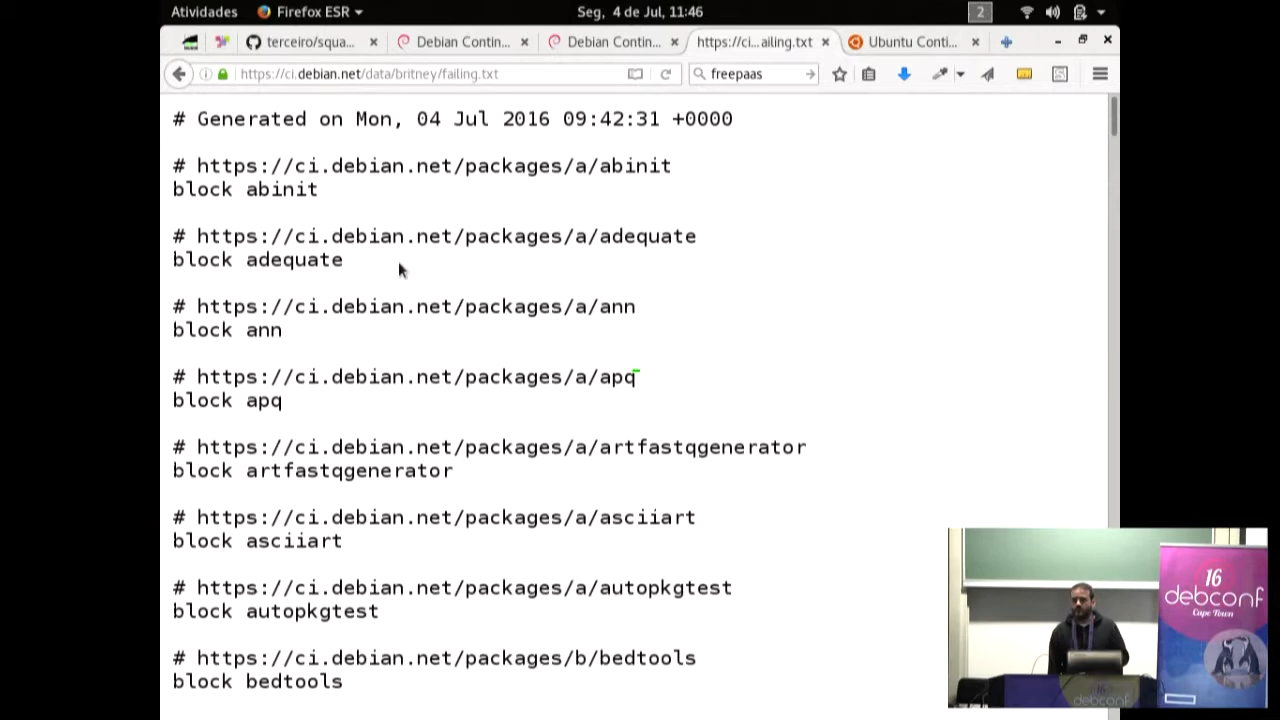 Atividades Firefox ESR Seg, 4 de Jul, 11:46 2
terceiro/squa... Debian Contin... Debian Contin... https://ci...ailing.txt Ubuntu Conti...
https://ci.debian.net/data/britney/failing.txt freepaas
# Generated on Mon, 04 Jul 2016 09:42:31 +0000
# https://ci.debian.net/packages/a/abinit
block abinit
# https://ci.debian.net/packages/a/adequate
block adequate
# https://ci.debian.net/packages/a/ann
block ann
# https://ci.debian.net/packages/a/apq
block apq
# https://ci.debian.net/packages/a/artfastqgenerator
block artfastqgenerator
# https://ci.debian.net/packages/a/asciiart
block asciiart
# https://ci.debian.net/packages/a/autopkgtest
block autopkgtest
# https://ci.debian.net/packages/b/bedtools
block bedtools
16
debconf
Cape Town
16
debconf